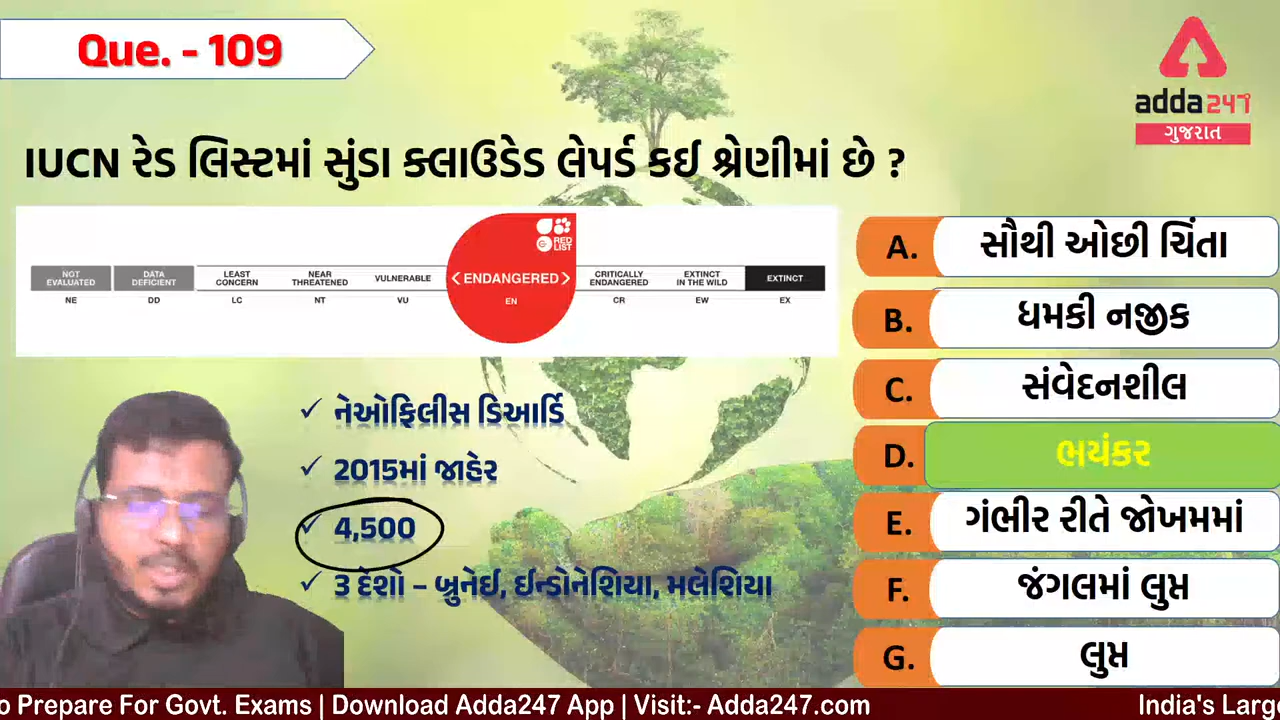 Que. - 109
adda247
ગુજરાત
IUCN રેડ લિસ્ટમાં સુંડા ક્લાઉડેડ લેપર્ડ કઈ શ્રેણીમાં છે ?
RED
LIST
NOT EVALUATED
DATA DEFICIENT
LEAST CONCERN
NEAR THREATENED
VULNERABLE
<ENDANGERED>
CRITICALLY ENDANGERED
EXTINCT IN THE WILD
EXTINCT
NE
DD
LC
NT
VU
EN
CR
EW
EX
✓ નેઓફિલીસ ડિઆર્ડિ
✓ 2015માં જાહેર
✓ 4,500
✓ 3 દેશો – બ્રુનેઈ, ઈન્ડોનેશિયા, મલેશિયા
A. સૌથી ઓછી ચિંતા
B. ધમકી નજીક
C. સંવેદનશીલ
D. ભયંકર
E. ગંભીર રીતે જોખમમાં
F. જંગલમાં લુપ્ત
G. લુપ્ત
o Prepare For Govt. Exams | Download Adda247 App | Visit:- Adda247.com India's Larg